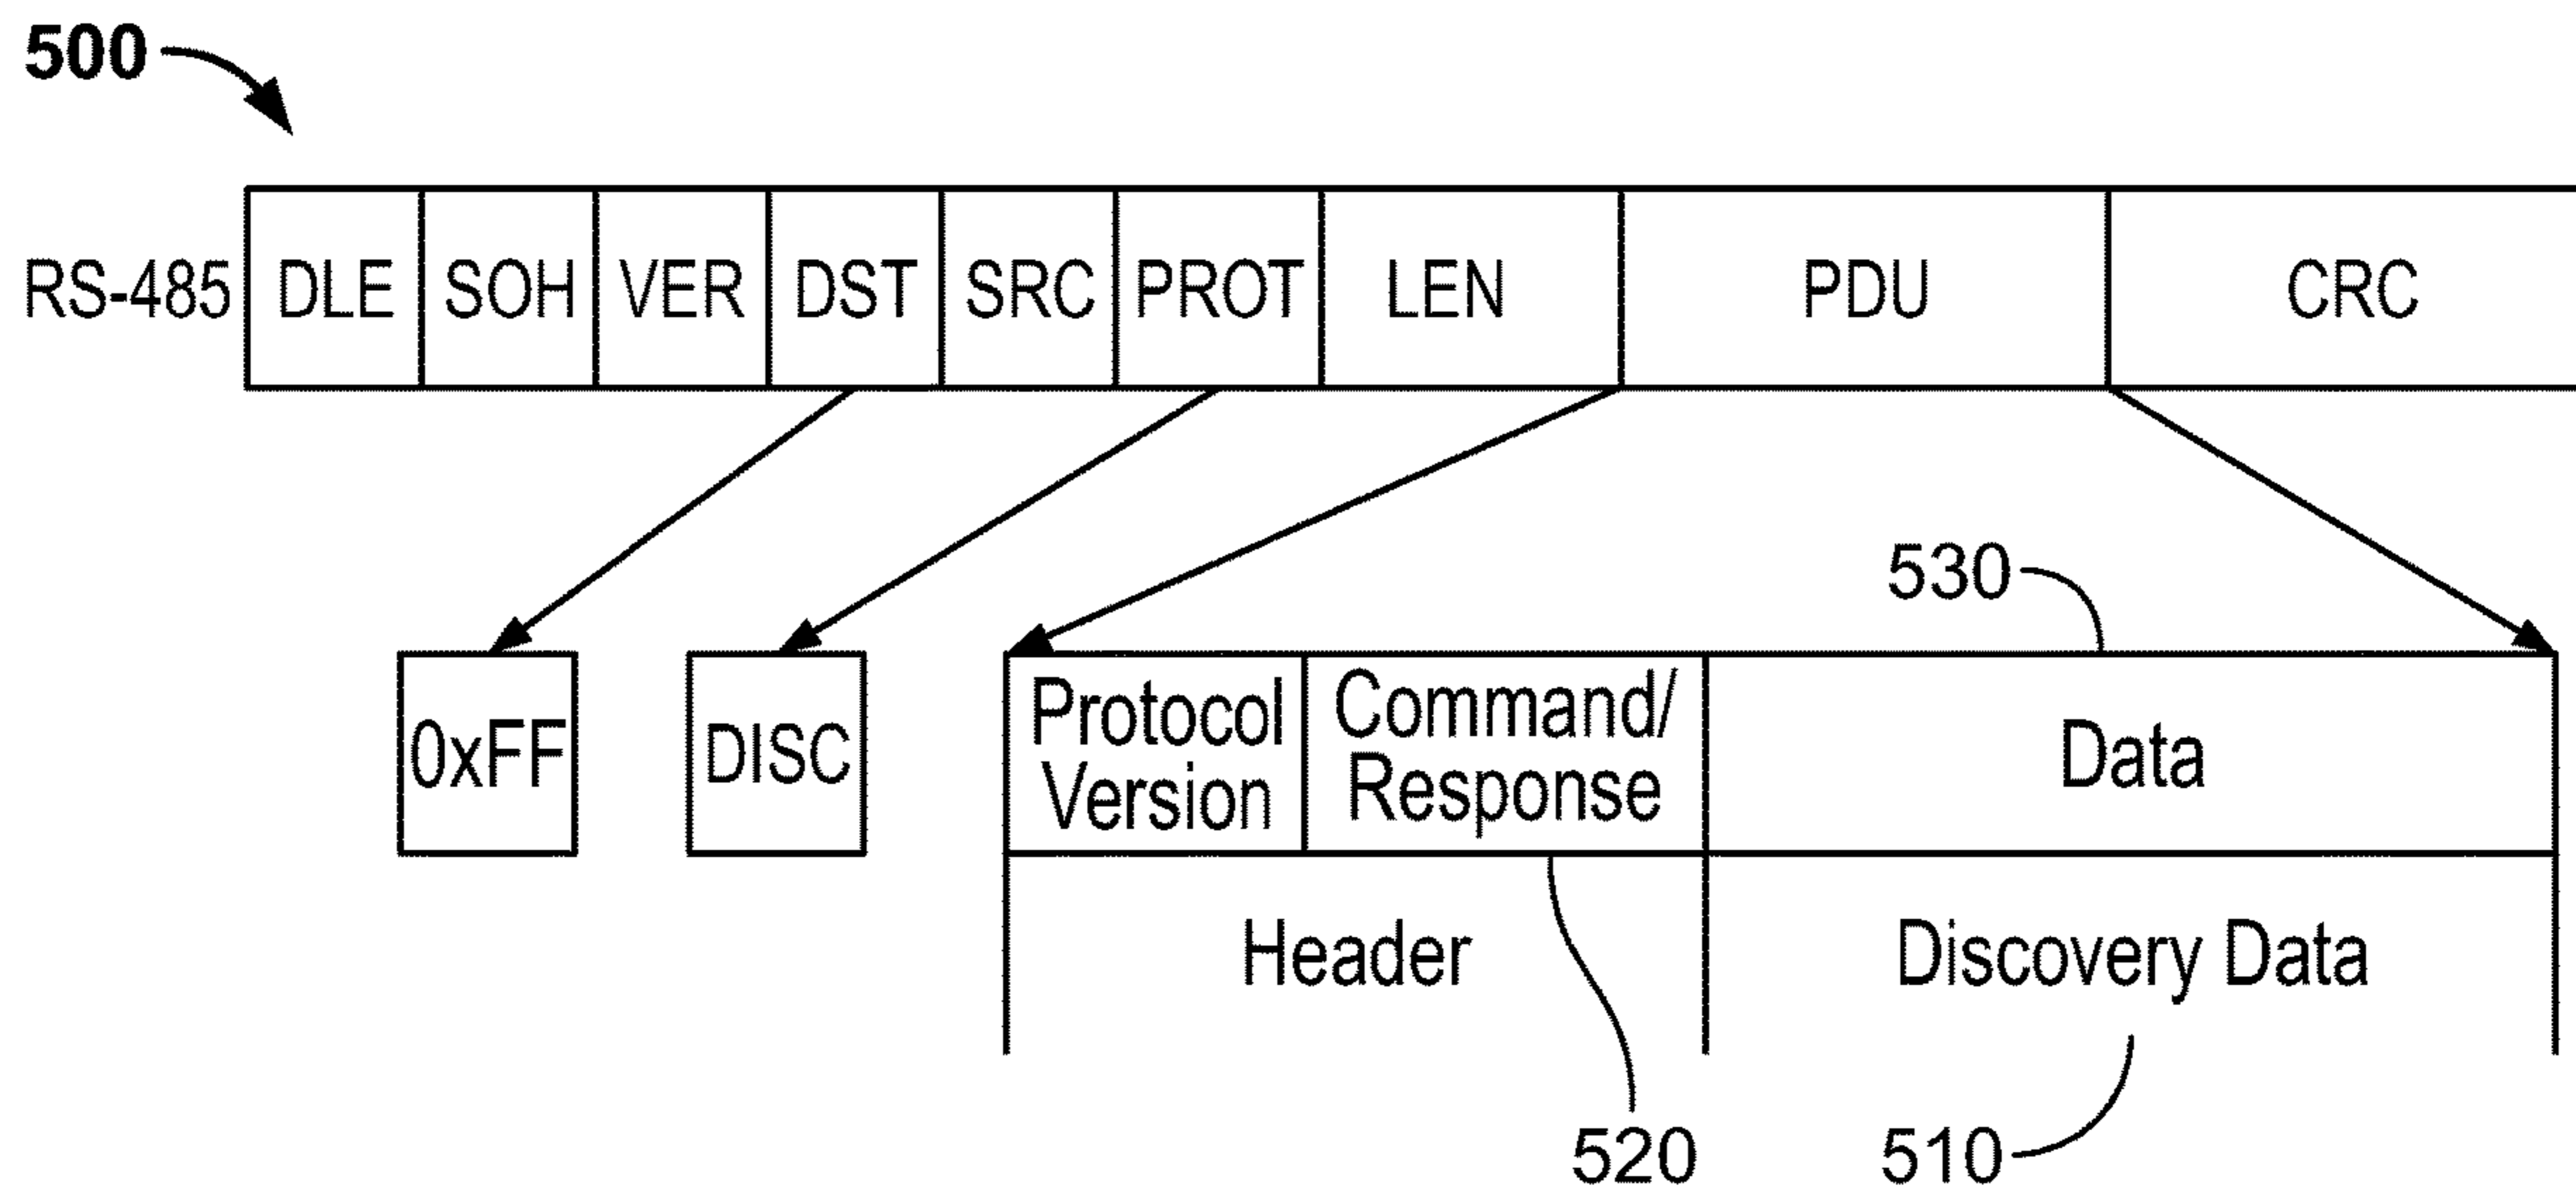 500
RS-485 DLE SOH VER DST SRC PROT LEN PDU CRC
530
0xFF DISC Protocol Version Command/ Response Data
Header Discovery Data
520 510